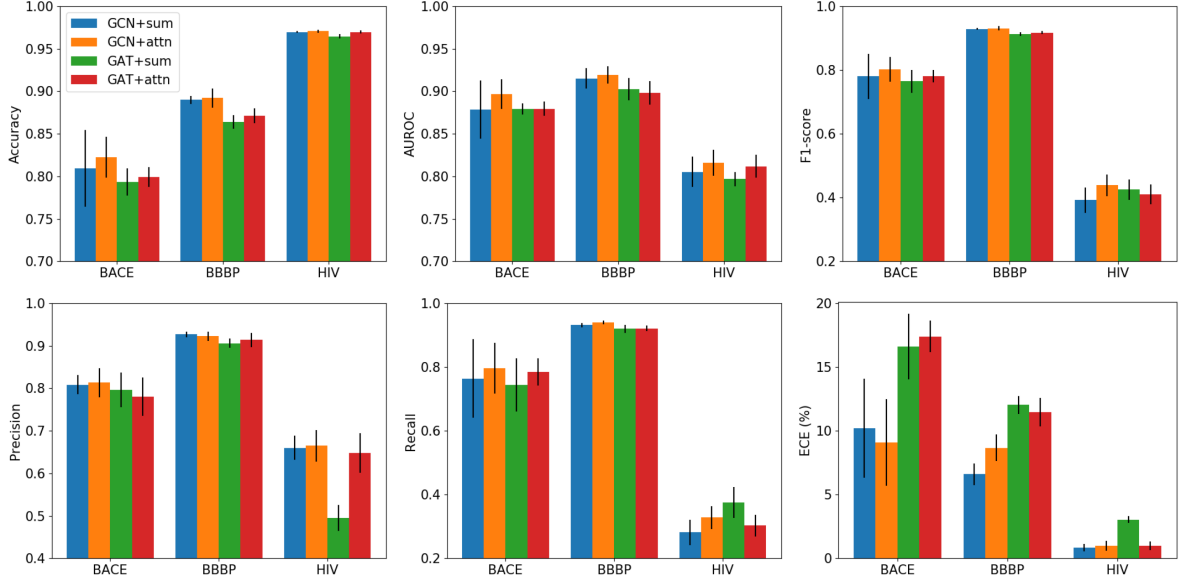 1.00
0.95
0.90
0.85
0.80
0.75
0.70
Accuracy
GCN+sum
GCN+attn
GAT+sum
GAT+attn
BACE BBBP HIV
1.00
0.95
0.90
0.85
0.80
0.75
0.70
AUROC
BACE BBBP HIV
1.0
0.8
0.6
0.4
0.2
F1-score
BACE BBBP HIV
1.0
0.9
0.8
0.7
0.6
0.5
0.4
Precision
BACE BBBP HIV
1.0
0.8
0.6
0.4
0.2
Recall
BACE BBBP HIV
20
15
10
5
0
ECE (%)
BACE BBBP HIV